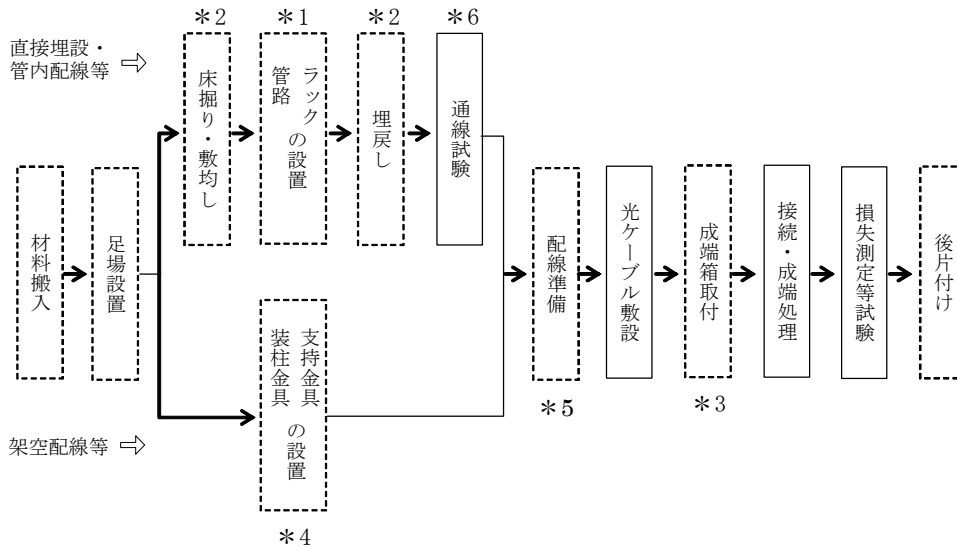 *2
*1
*2
*6
直接埋設・
管内配線等
床掘り・敷均し
管路
ラック
の設置
埋戻し
通線試験
材料搬入
足場設置
配線準備
光ケーブル敷設
成端箱取付
接続・成端処理
損失測定等試験
後片付け
装柱金具
支持金具
の設置
*5
*3
架空配線等
*4